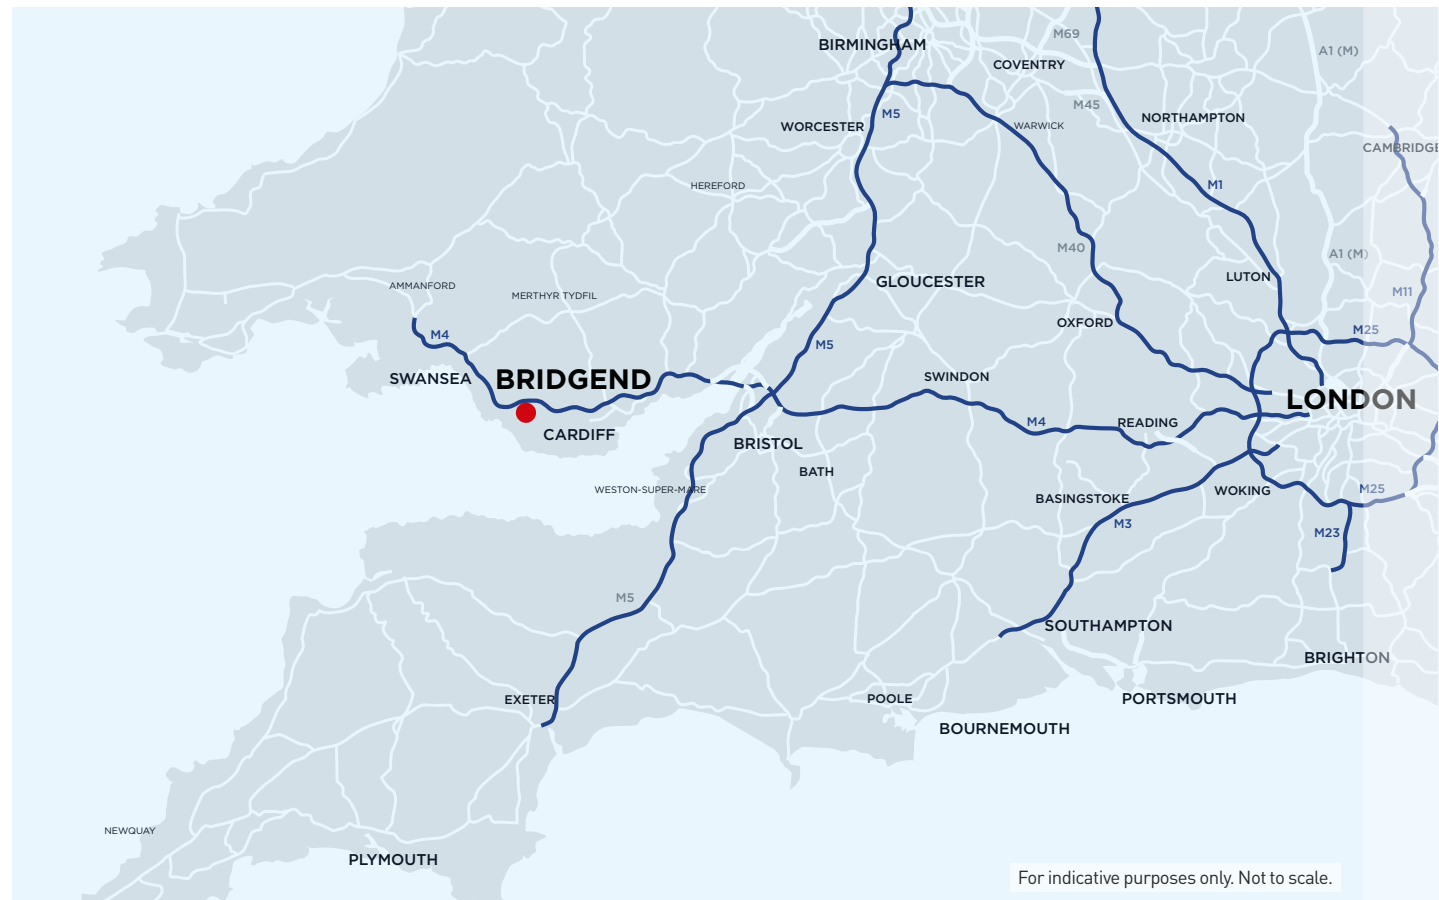 M69
BIRMINGHAM
A1 (M)
COVENTRY
M45
M5
NORTHAMPTON
WORCESTER
WARWICK
CAMBRIDGE
HEREFORD
M1
M40
A1 (M)
LUTON
GLOUCESTER
AMMANFORD
M11
MERTHYR TYDFIL
OXFORD
M25
M4
M5
SWANSEA
BRIDGEND
SWINDON
LONDON
M4
READING
CARDIFF
BRISTOL
BATH
WESTON-SUPER-MARE
M25
WOKING
BASINGSTOKE
M3
M23
M5
SOUTHAMPTON
BRIGHTON
EXETER
POOLE
PORTSMOUTH
BOURNEMOUTH
NEWQUAY
PLYMOUTH
For indicative purposes only. Not to scale.